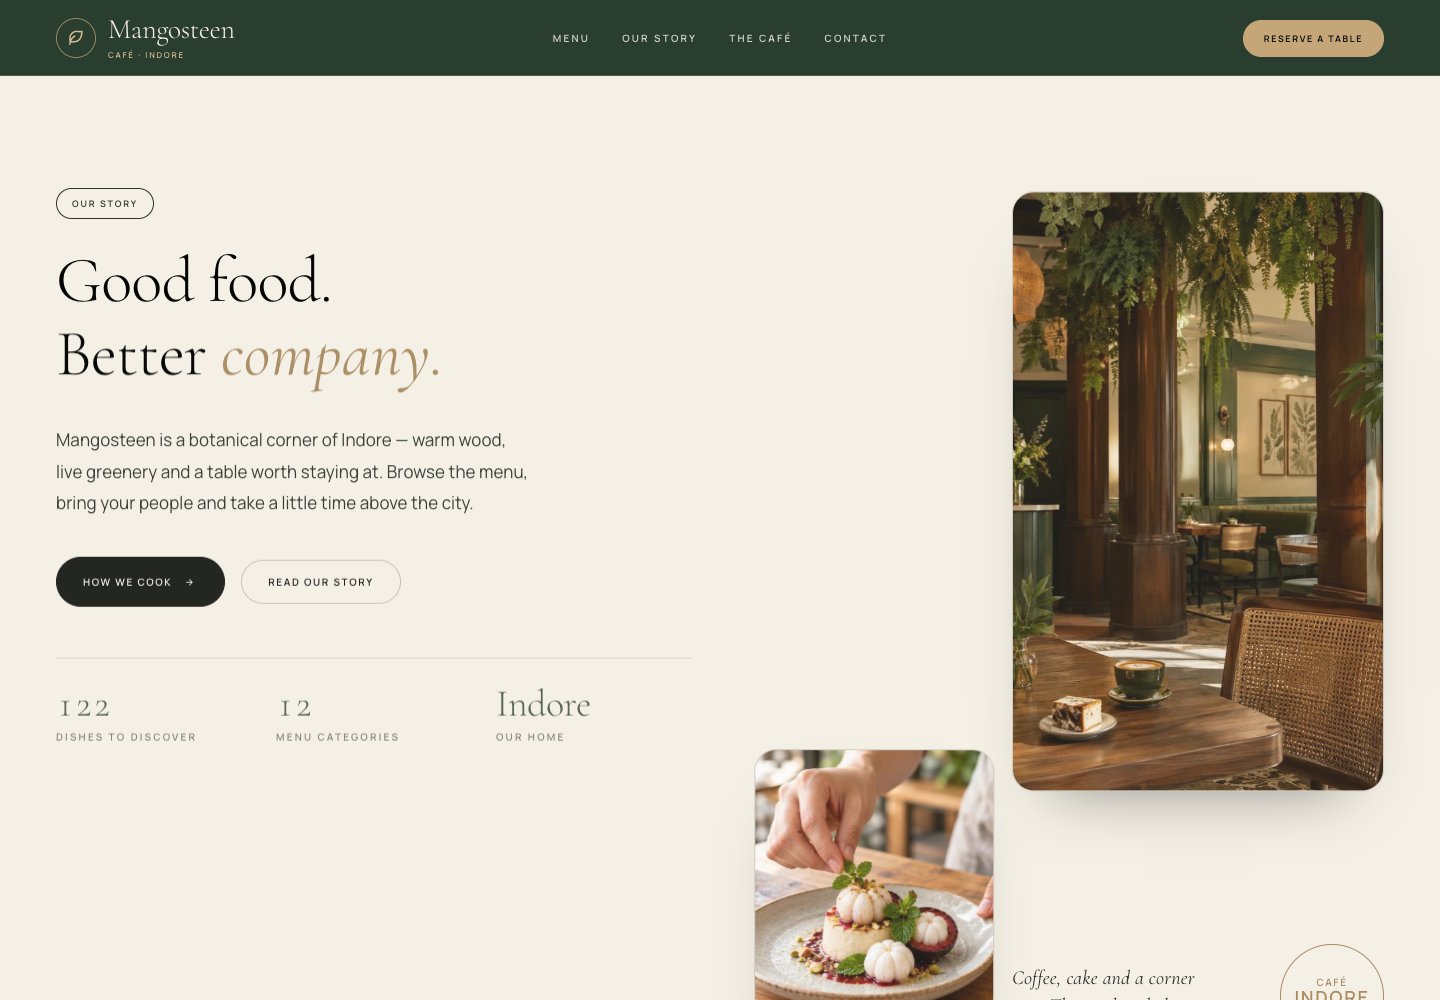 Mangosteen
CAFÉ · INDORE
MENU
OUR STORY
THE CAFÉ
CONTACT
RESERVE A TABLE
OUR STORY
Good food.
Better company.
Mangosteen is a botanical corner of Indore — warm wood,
live greenery and a table worth staying at. Browse the menu,
bring your people and take a little time above the city.
HOW WE COOK →
READ OUR STORY
122
DISHES TO DISCOVER
12
MENU CATEGORIES
Indore
OUR HOME
Coffee, cake and a corner
CAFÉ
INDORE